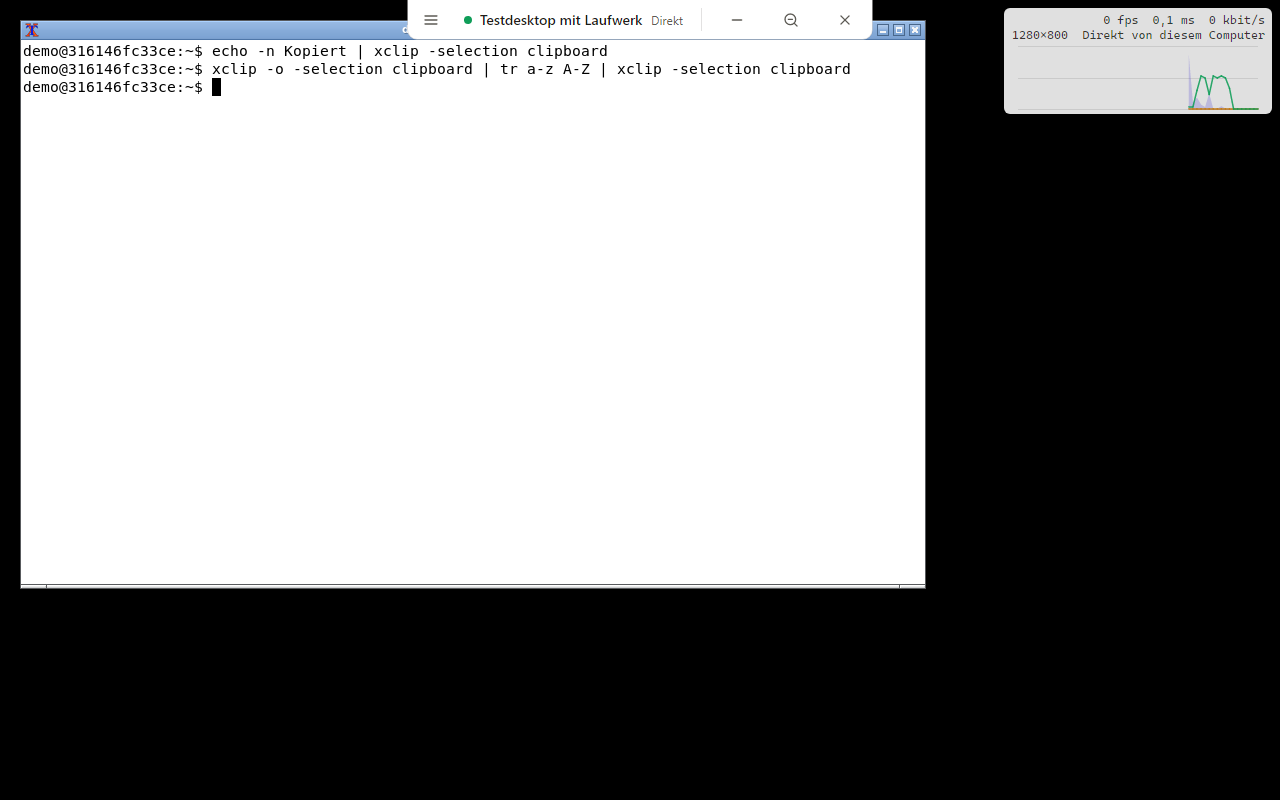 Testdesktop mit Laufwerk Direkt
0 fps 0,1 ms 0 kbit/s
1280×800 Direkt von diesem Computer
demo@316146fc33ce:~$ echo -n Kopiert | xclip -selection clipboard
demo@316146fc33ce:~$ xclip -o -selection clipboard | tr a-z A-Z | xclip -selection clipboard
demo@316146fc33ce:~$